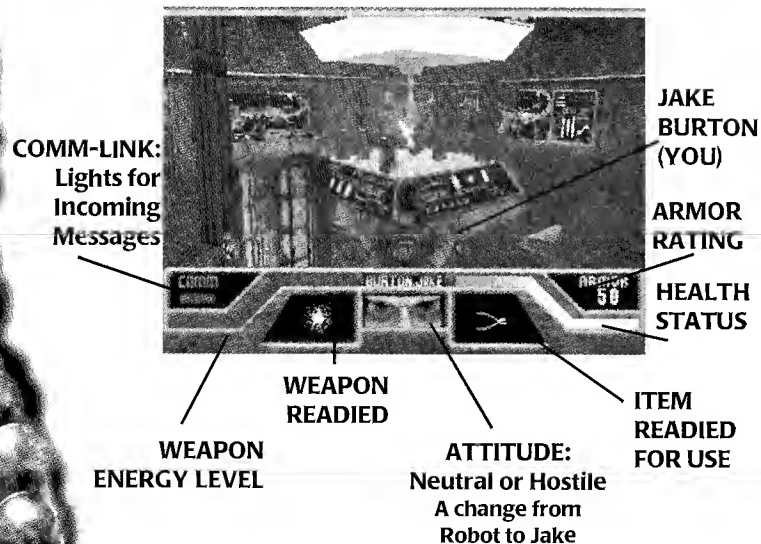 COMM-LINK:
Lights for
Incoming
Messages
JAKE
BURTON
(YOU)
ARMOR
RATING
HEALTH
STATUS
COMM
BURTON, JAKE
ARMOR
50
WEAPON
READIED
WEAPON
ENERGY LEVEL
ATTITUDE:
Neutral or Hostile
A change from
Robot to Jake
ITEM
READIED
FOR USE